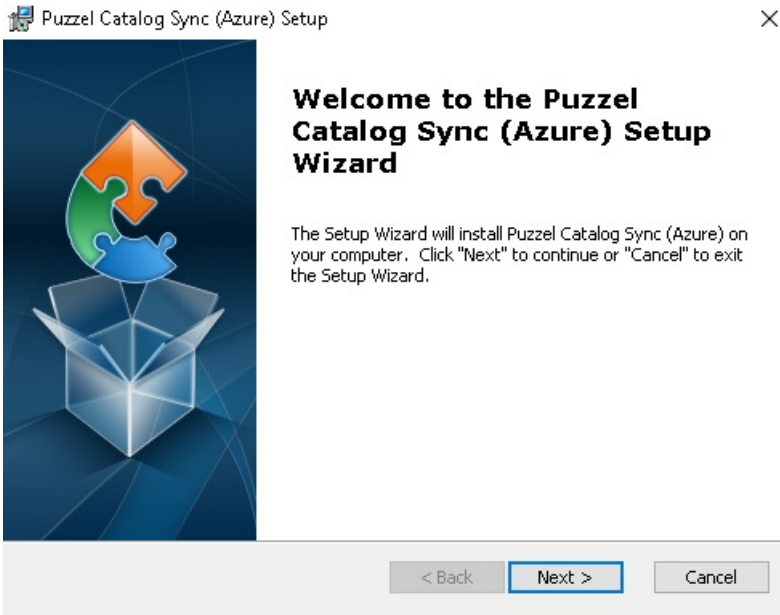 Puzzel Catalog Sync (Azure) Setup
Welcome to the Puzzel
Catalog Sync (Azure) Setup
Wizard
The Setup Wizard will install Puzzel Catalog Sync (Azure) on
your computer. Click "Next" to continue or "Cancel" to exit
the Setup Wizard.
< Back
Next >
Cancel